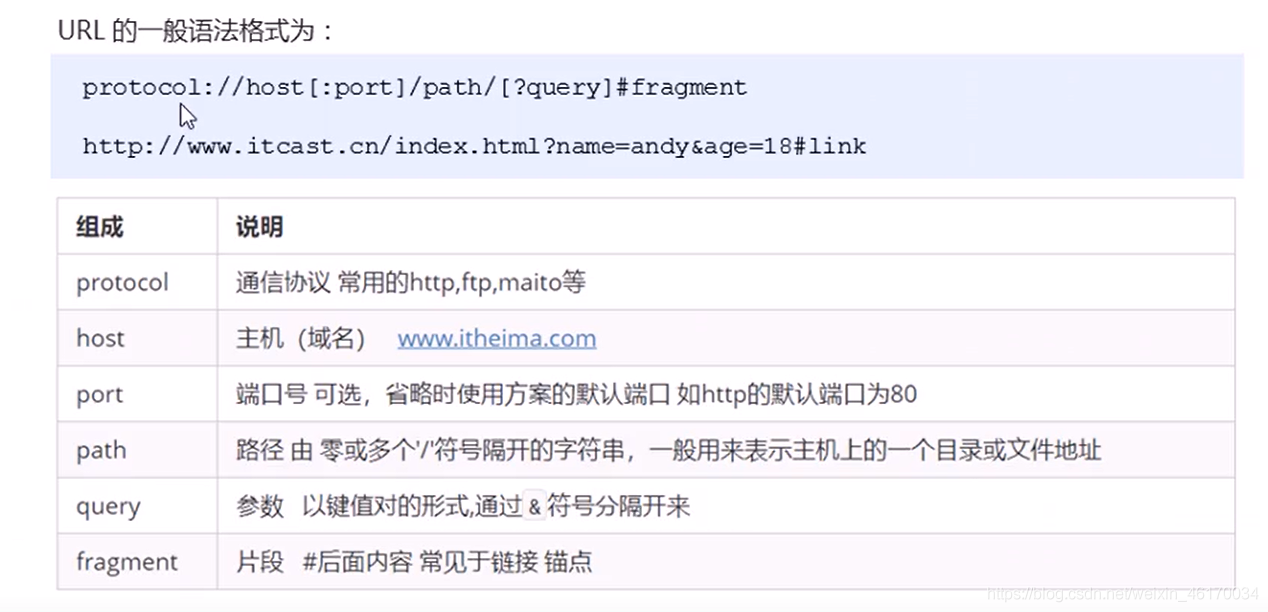 URL 的一般语法格式为：
protocol://host[:port]/path/[?query]#fragment
http://www.itcast.cn/index.html?name=andy&age=18#link
组成 说明
protocol 通信协议 常用的http,ftp,maito等
host 主机（域名） www.itheima.com
port 端口号 可选，省略时使用方案的默认端口 如http的默认端口为80
path 路径 由 零或多个'/'符号隔开的字符串，一般用来表示主机上的一个目录或文件地址
query 参数 以键值对的形式,通过 & 符号分隔开来
fragment 片段 #后面内容 常见于链接 锚点
https://blog.csdn.net/weixin_46170034